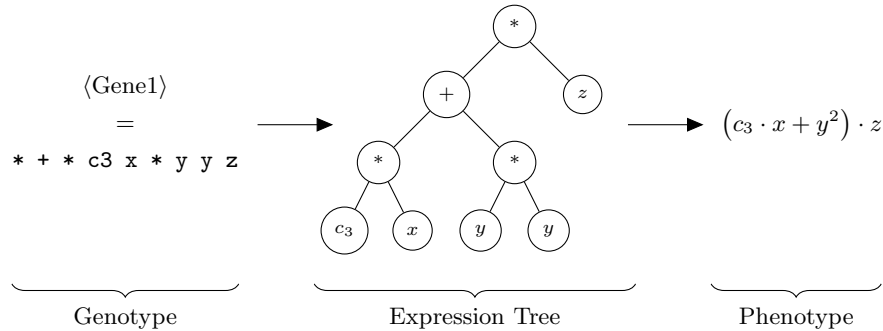 ⟨Gene1⟩
=
* + * c3 x * y y z
*
+
z
*
*
c₃
x
y
y
(c₃ · x + y²) · z
Genotype
Expression Tree
Phenotype